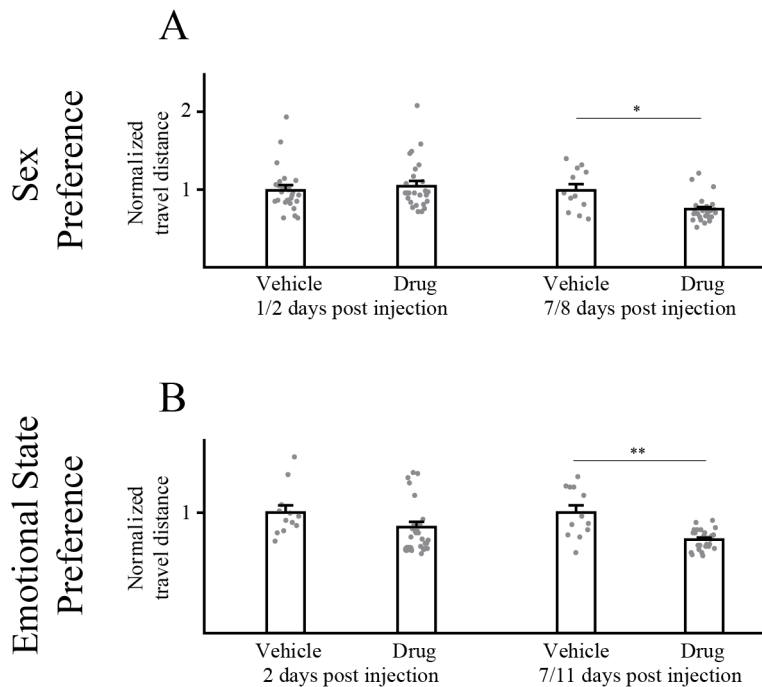 A
Sex
Preference
Normalized
travel distance
2
1
*
Vehicle
Drug
Vehicle
Drug
1/2 days post injection
7/8 days post injection
B
Emotional State
Preference
Normalized
travel distance
1
**
Vehicle
Drug
Vehicle
Drug
2 days post injection
7/11 days post injection